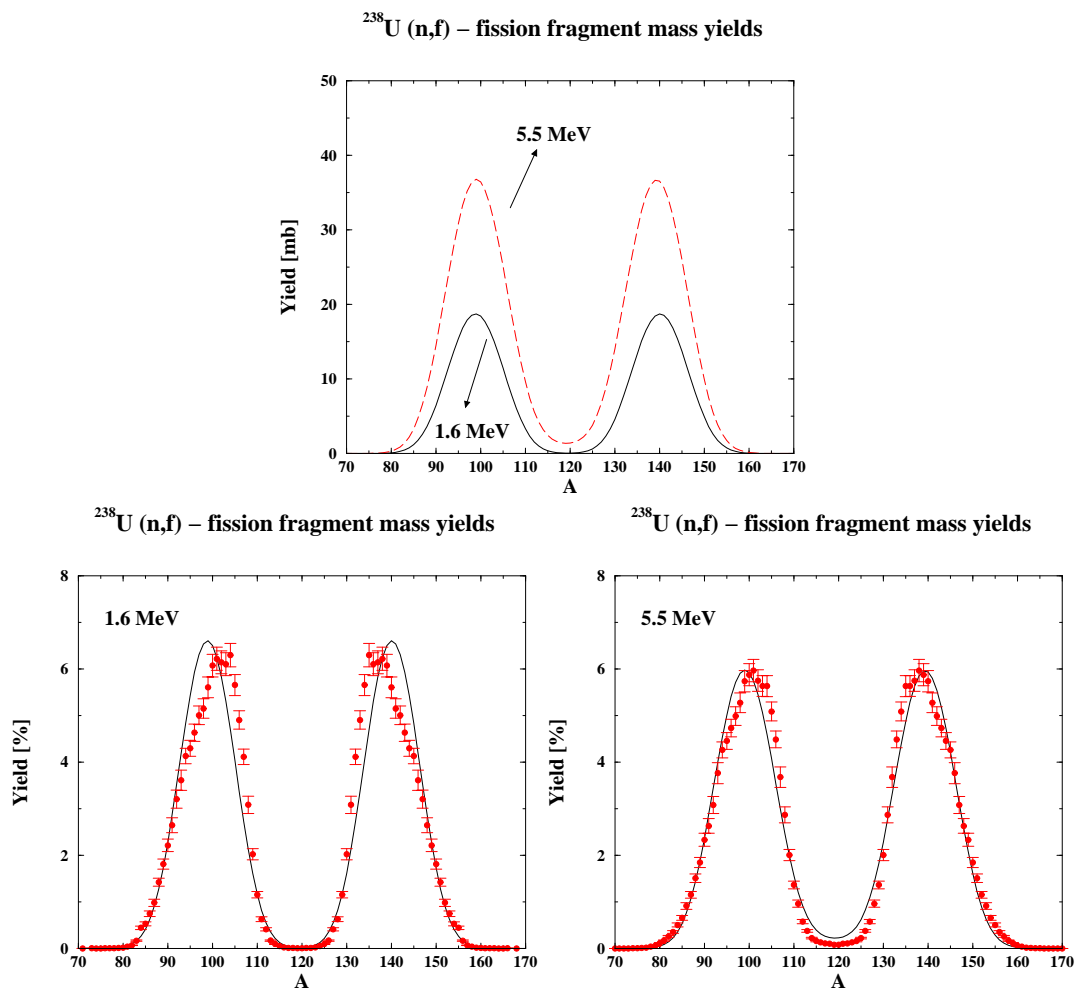 ²³⁸U (n,f) – fission fragment mass yields
50
40
30
20
10
0
Yield [mb]
5.5 MeV
1.6 MeV
70 80 90 100 110 120 130 140 150 160 170
A
²³⁸U (n,f) – fission fragment mass yields
8
6
4
2
0
Yield [%]
1.6 MeV
70 80 90 100 110 120 130 140 150 160 170
A
²³⁸U (n,f) – fission fragment mass yields
8
6
4
2
0
Yield [%]
5.5 MeV
70 80 90 100 110 120 130 140 150 160 170
A